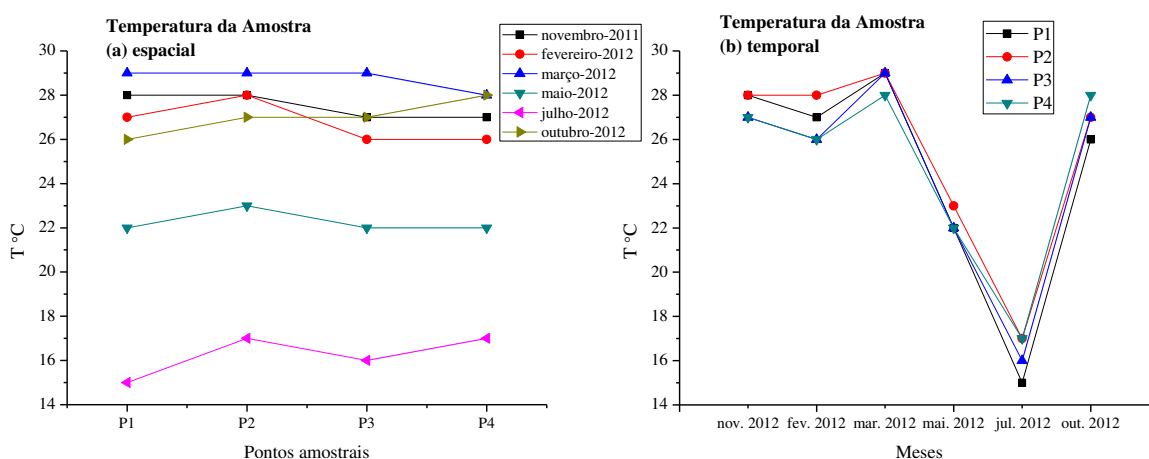 Temperatura da Amostra
(a) espacial
novembro-2011
fevereiro-2012
março-2012
maio-2012
julho-2012
outubro-2012
30
28
26
24
22
20
18
16
14
T °C
P1 P2 P3 P4
Pontos amostrais
Temperatura da Amostra
(b) temporal
P1
P2
P3
P4
30
28
26
24
22
20
18
16
14
T °C
nov. 2012 fev. 2012 mar. 2012 mai. 2012 jul. 2012 out. 2012
Meses